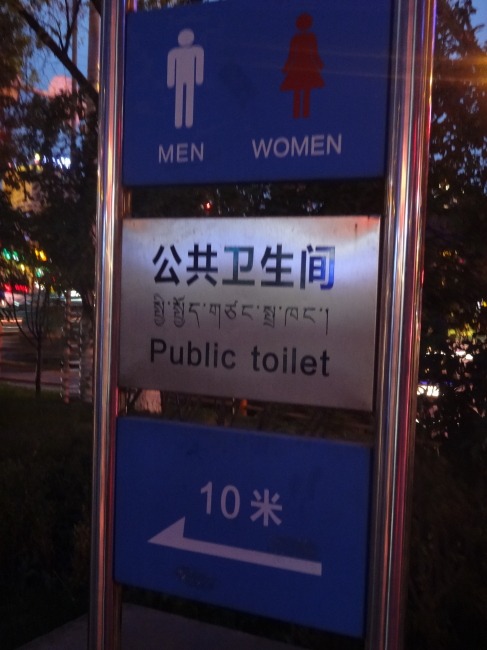 MEN WOMEN
公共卫生间
སྤྱི་སྤྱོད་གཙང་སྤྲ་ཁང་།
Public toilet
10米